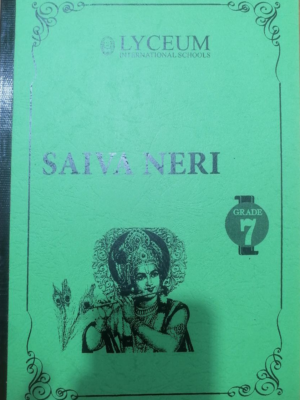 LYCEUM
INTERNATIONAL SCHOOLS
SAIVA NERI
GRADE
7